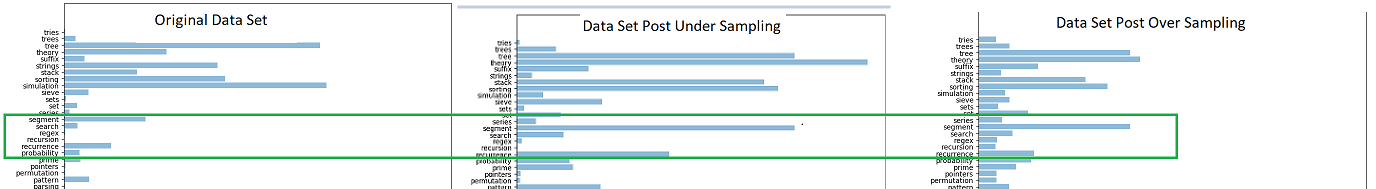 Original Data Set
tries
trees
tree
theory
suffix
strings
stack
sorting
simulation
sieve
sets
set
series
segment
search
regex
recursion
recurrence
probability
prime
pointers
permutation
pattern
parsing
Data Set Post Under Sampling
tries
trees
tree
theory
suffix
strings
stack
sorting
simulation
sieve
sets
set
series
segment
search
regex
recursion
recurrence
probability
prime
pointers
permutation
pattern
Data Set Post Over Sampling
tries
trees
tree
theory
suffix
strings
stack
sorting
simulation
sieve
sets
set
series
segment
search
regex
recursion
recurrence
probability
prime
pointers
permutation
pattern